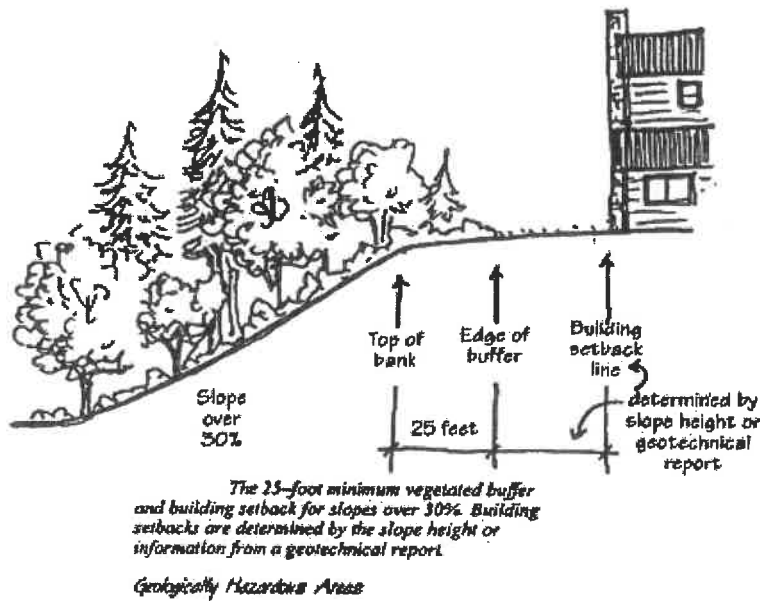 Top of
bank
Edge of
buffer
Building
setback
line
Slope
over
30%
25 feet
determined by
slope height or
geotechnical
report
The 25-foot minimum vegetated buffer
and building setback for slopes over 30%. Building
setbacks are determined by the slope height or
information from a geotechnical report
Geologically Hazardous Areas